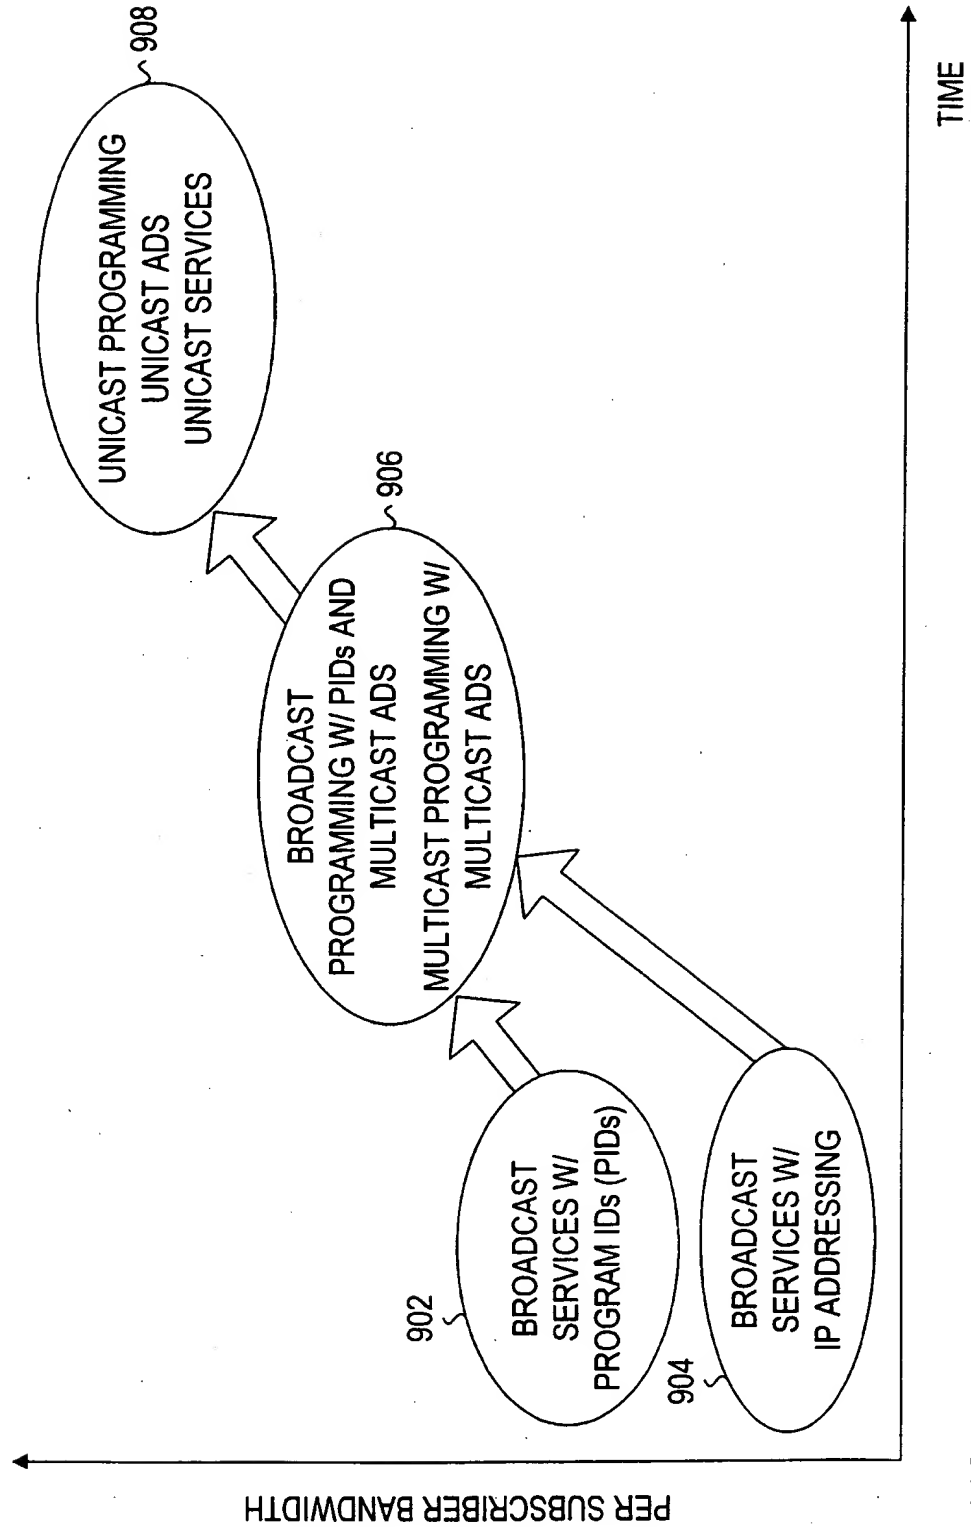 PER SUBSCRIBER BANDWIDTH
902
BROADCAST
SERVICES W/
PROGRAM IDs (PIDs)
904
BROADCAST
SERVICES W/
IP ADDRESSING
906
BROADCAST
PROGRAMMING W/ PIDs AND
MULTICAST ADS
MULTICAST PROGRAMMING W/
MULTICAST ADS
908
UNICAST PROGRAMMING
UNICAST ADS
UNICAST SERVICES
TIME